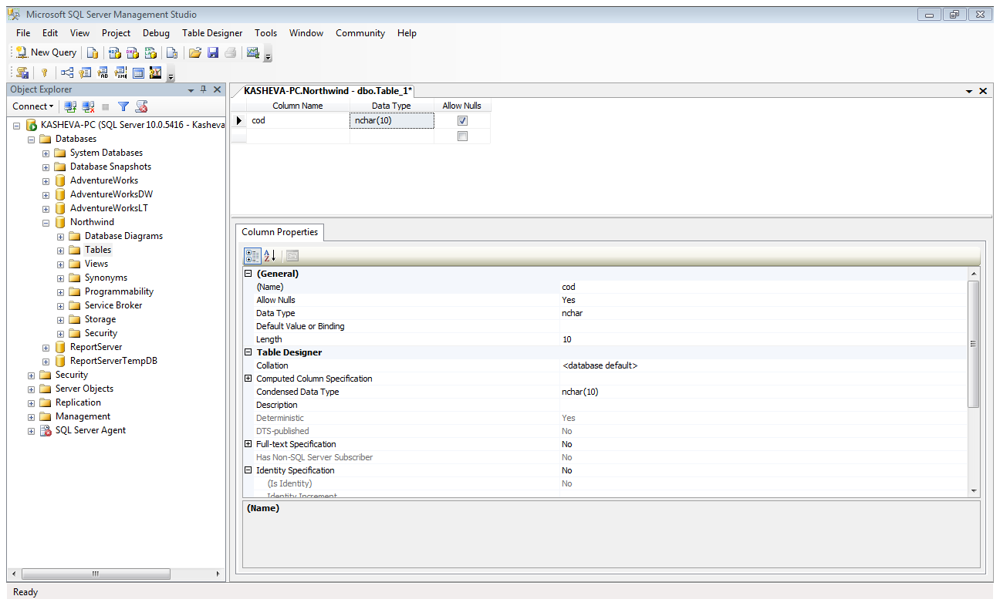 Microsoft SQL Server Management Studio
File Edit View Project Debug Table Designer Tools Window Community Help
New Query
Object Explorer
Connect
KASHEVA-PC (SQL Server 10.0.5416 - Kasheva
Databases
System Databases
Database Snapshots
AdventureWorks
AdventureWorksDW
AdventureWorksLT
Northwind
Database Diagrams
Tables
Views
Synonyms
Programmability
Service Broker
Storage
Security
ReportServer
ReportServerTempDB
Security
Server Objects
Replication
Management
SQL Server Agent
KASHEVA-PC.Northwind - dbo.Table_1*
Column Name Data Type Allow Nulls
cod nchar(10)
Column Properties
(General)
(Name) cod
Allow Nulls Yes
Data Type nchar
Default Value or Binding
Length 10
Table Designer
Collation <database default>
Computed Column Specification
Condensed Data Type nchar(10)
Description
Deterministic Yes
DTS-published No
Full-text Specification No
Has Non-SQL Server Subscriber No
Identity Specification No
(Is Identity) No
Identity Increment
(Name)
Ready